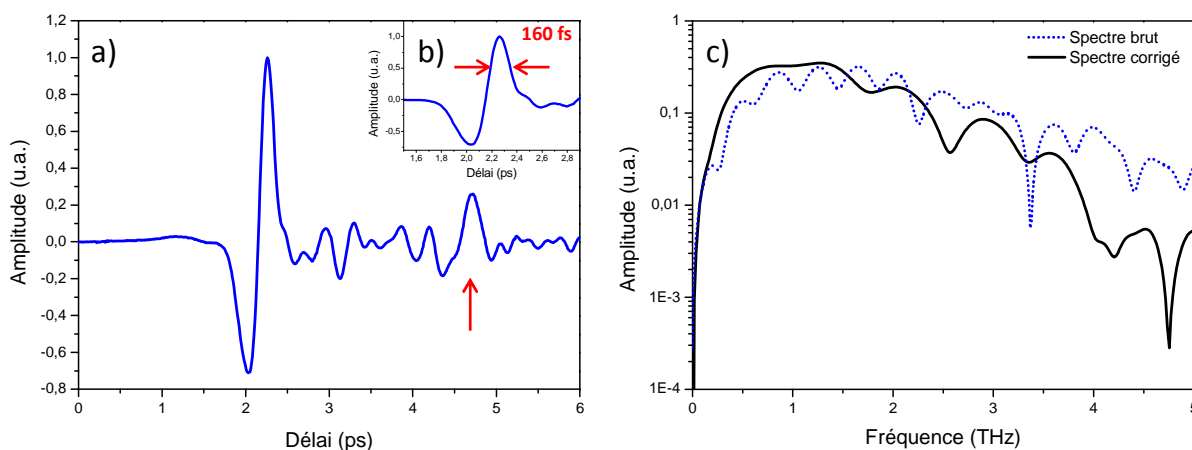 a)
1,2
1,0
0,8
0,6
0,4
0,2
0,0
-0,2
-0,4
-0,6
-0,8
Amplitude (u.a.)
0 1 2 3 4 5 6
Délai (ps)
b)
160 fs
1,0
0,5
0,0
-0,5
Amplitude (u.a.)
1,6 2,0 2,2 2,4 2,6 2,8
Délai (ps)
c)
Spectre brut
Spectre corrigé
1
0,1
0,01
1E-3
1E-4
Amplitude (u.a.)
0 1 2 3 4 5
Fréquence (THz)